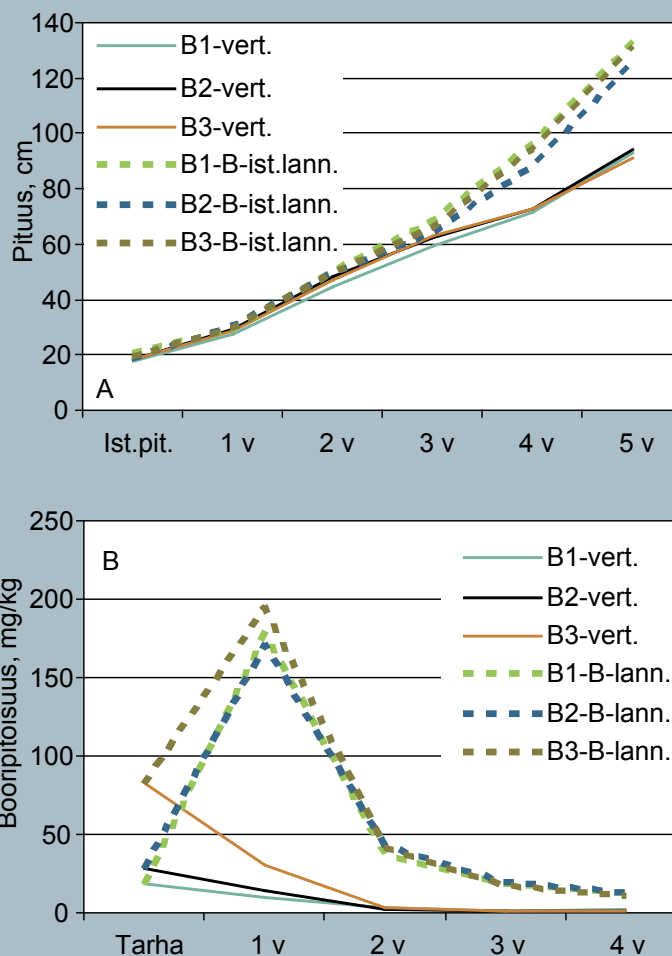 140
120
100
80
60
40
20
0
Pituus, cm
B1-vert.
B2-vert.
B3-vert.
B1-B-ist.lann.
B2-B-ist.lann.
B3-B-ist.lann.
A
Ist.pit. 1 v 2 v 3 v 4 v 5 v
250
200
150
100
50
0
Booripitoisuus, mg/kg
B
B1-vert.
B2-vert.
B3-vert.
B1-B-lann.
B2-B-lann.
B3-B-lann.
Tarha 1 v 2 v 3 v 4 v